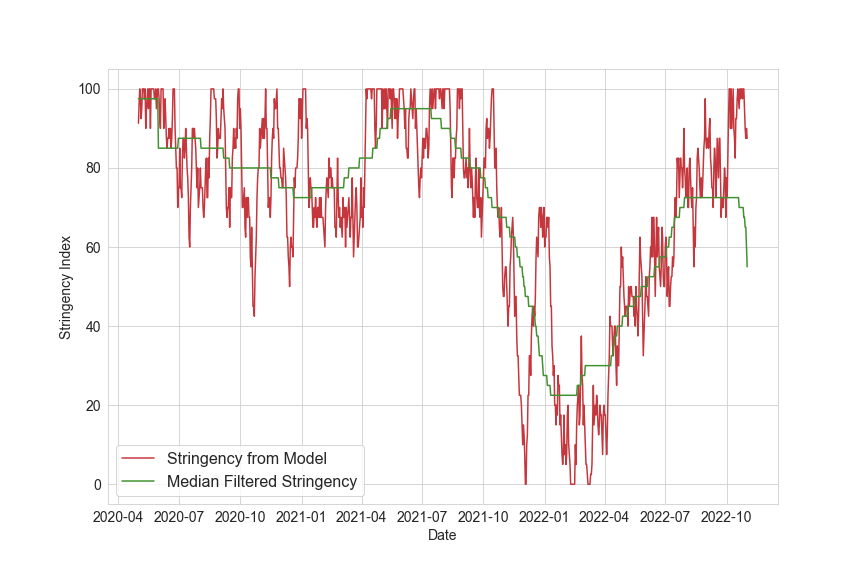 100
80
60
40
20
0
Stringency Index
Stringency from Model
Median Filtered Stringency
2020-04 2020-07 2020-10 2021-01 2021-04 2021-07 2021-10 2022-01 2022-04 2022-07 2022-10
Date